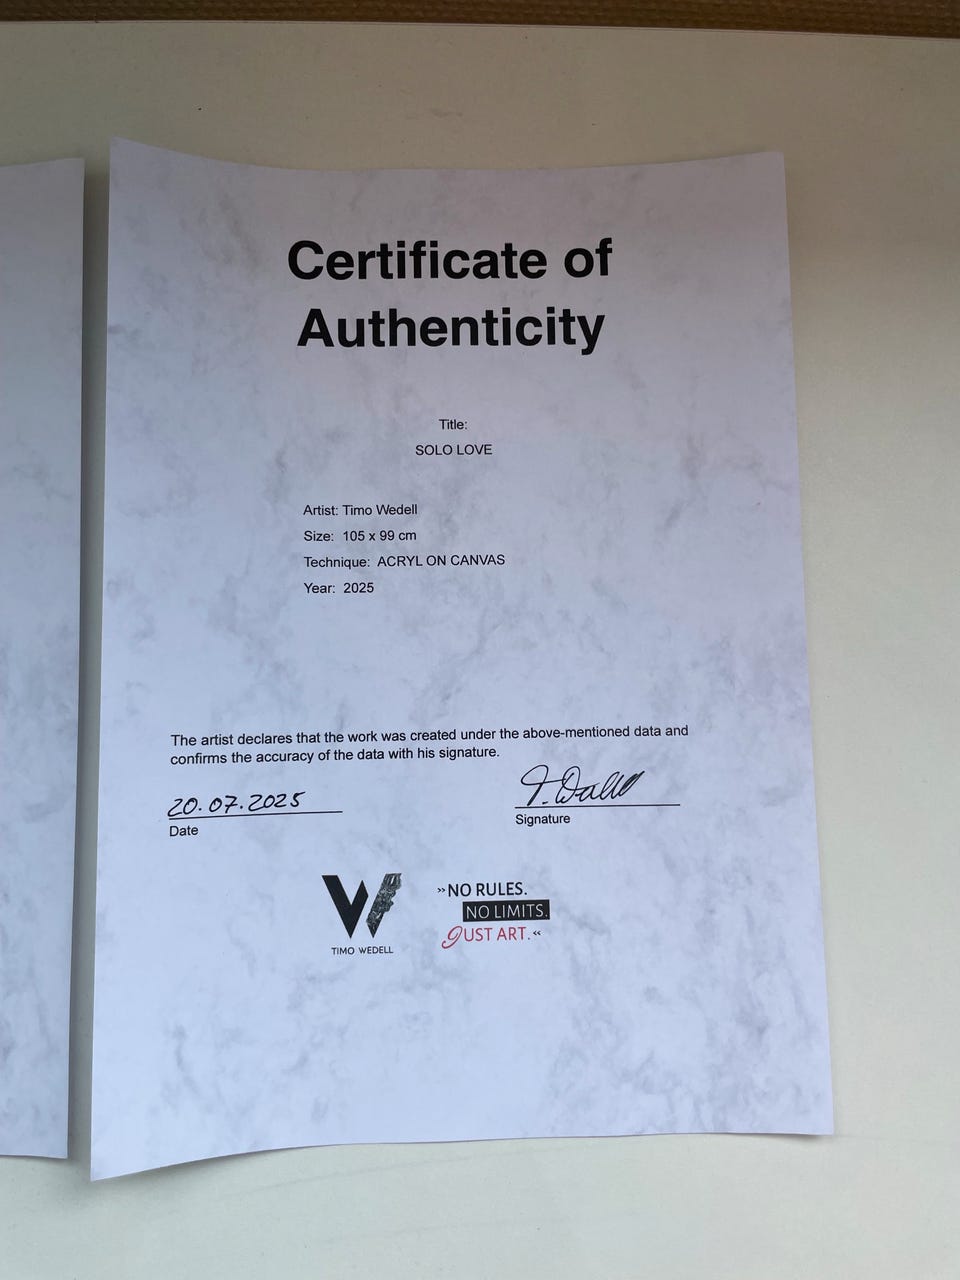 Certificate of
Authenticity
Title:
SOLO LOVE
Artist: Timo Wedell
Size: 105 x 99 cm
Technique: ACRYL ON CANVAS
Year: 2025
The artist declares that the work was created under the above-mentioned data and
confirms the accuracy of the data with his signature.
20.07.2025
Date
Signature
TIMO WEDELL
»NO RULES.
NO LIMITS.
JUST ART.«